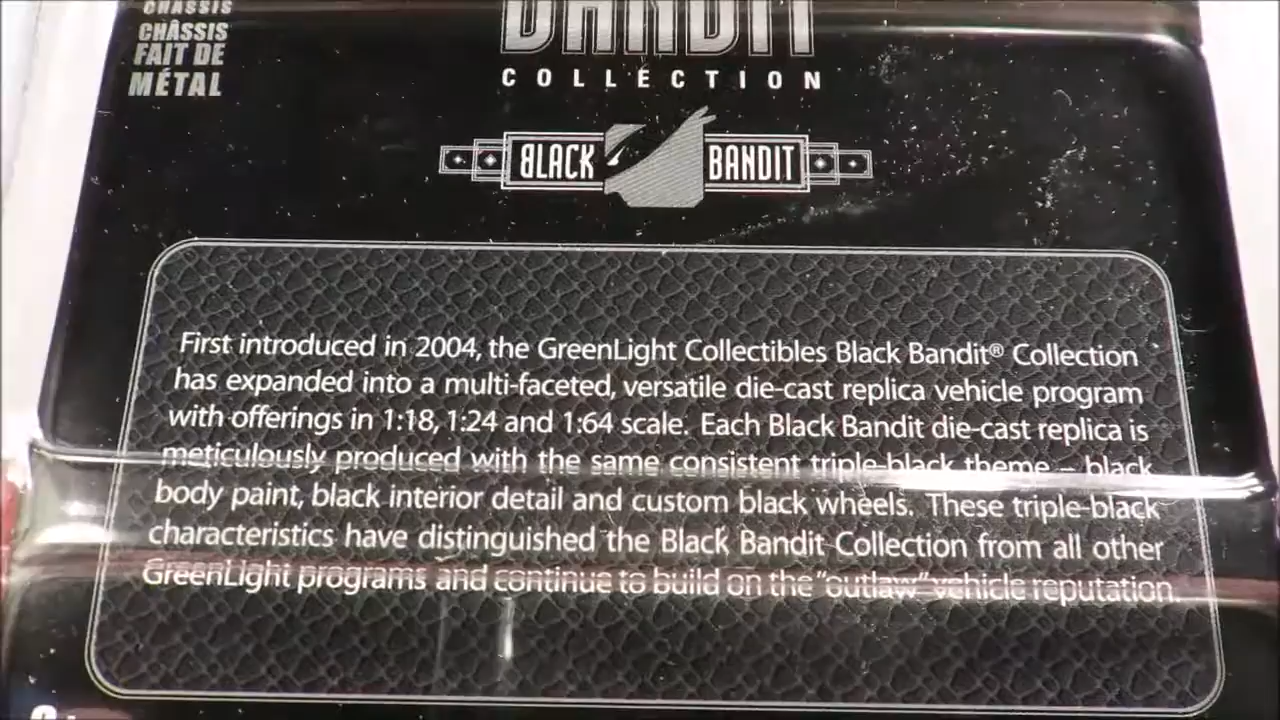 CHASSIS
CHÂSSIS
FAIT DE
MÉTAL
BANDIT
COLLECTION
BLACK BANDIT
First introduced in 2004, the GreenLight Collectibles Black Bandit® Collection
has expanded into a multi-faceted, versatile die-cast replica vehicle program
with offerings in 1:18, 1:24 and 1:64 scale. Each Black Bandit die-cast replica is
meticulously produced with the same consistent triple-black theme – black
body paint, black interior detail and custom black wheels. These triple-black
characteristics have distinguished the Black Bandit Collection from all other
GreenLight programs and continue to build on the "outlaw" vehicle reputation.